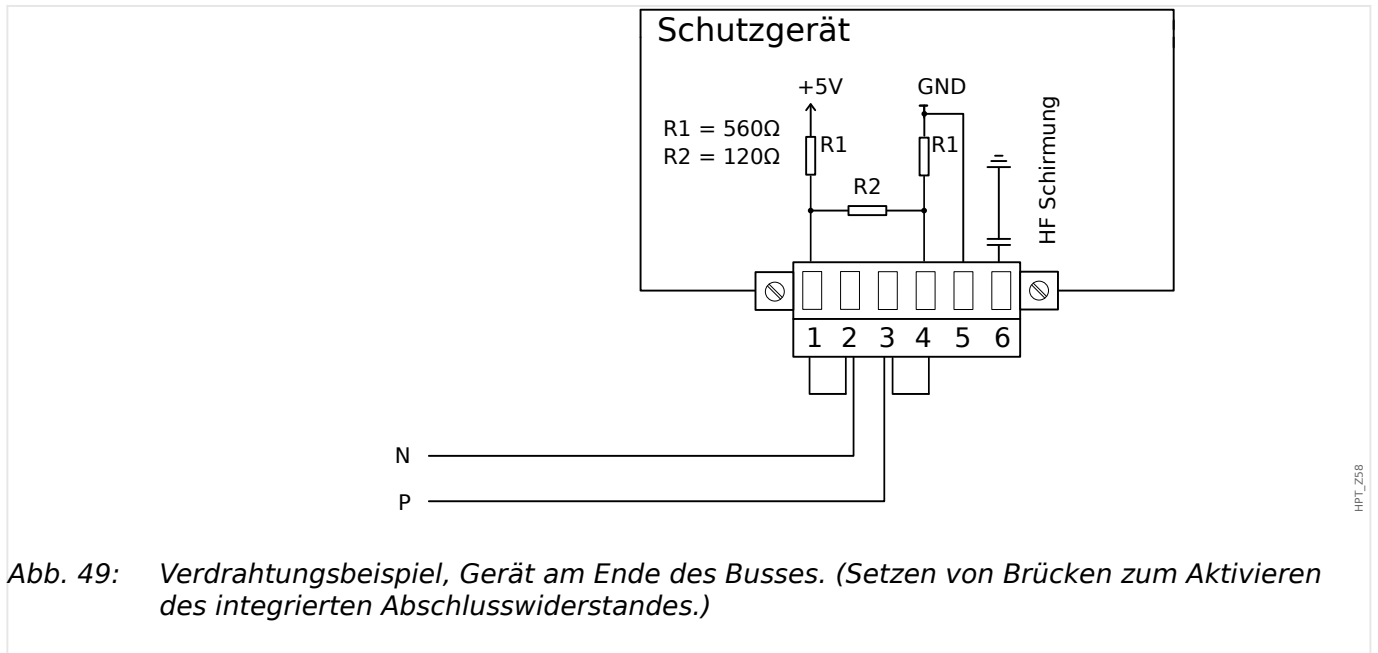 Schutzgerät
+5V
GND
R1 = 560Ω
R2 = 120Ω
R1
R1
R2
HF Schirmung
1 2 3 4 5 6
N
P
HPT_Z58
Abb. 49: Verdrahtungsbeispiel, Gerät am Ende des Busses. (Setzen von Brücken zum Aktivieren
des integrierten Abschlusswiderstandes.)